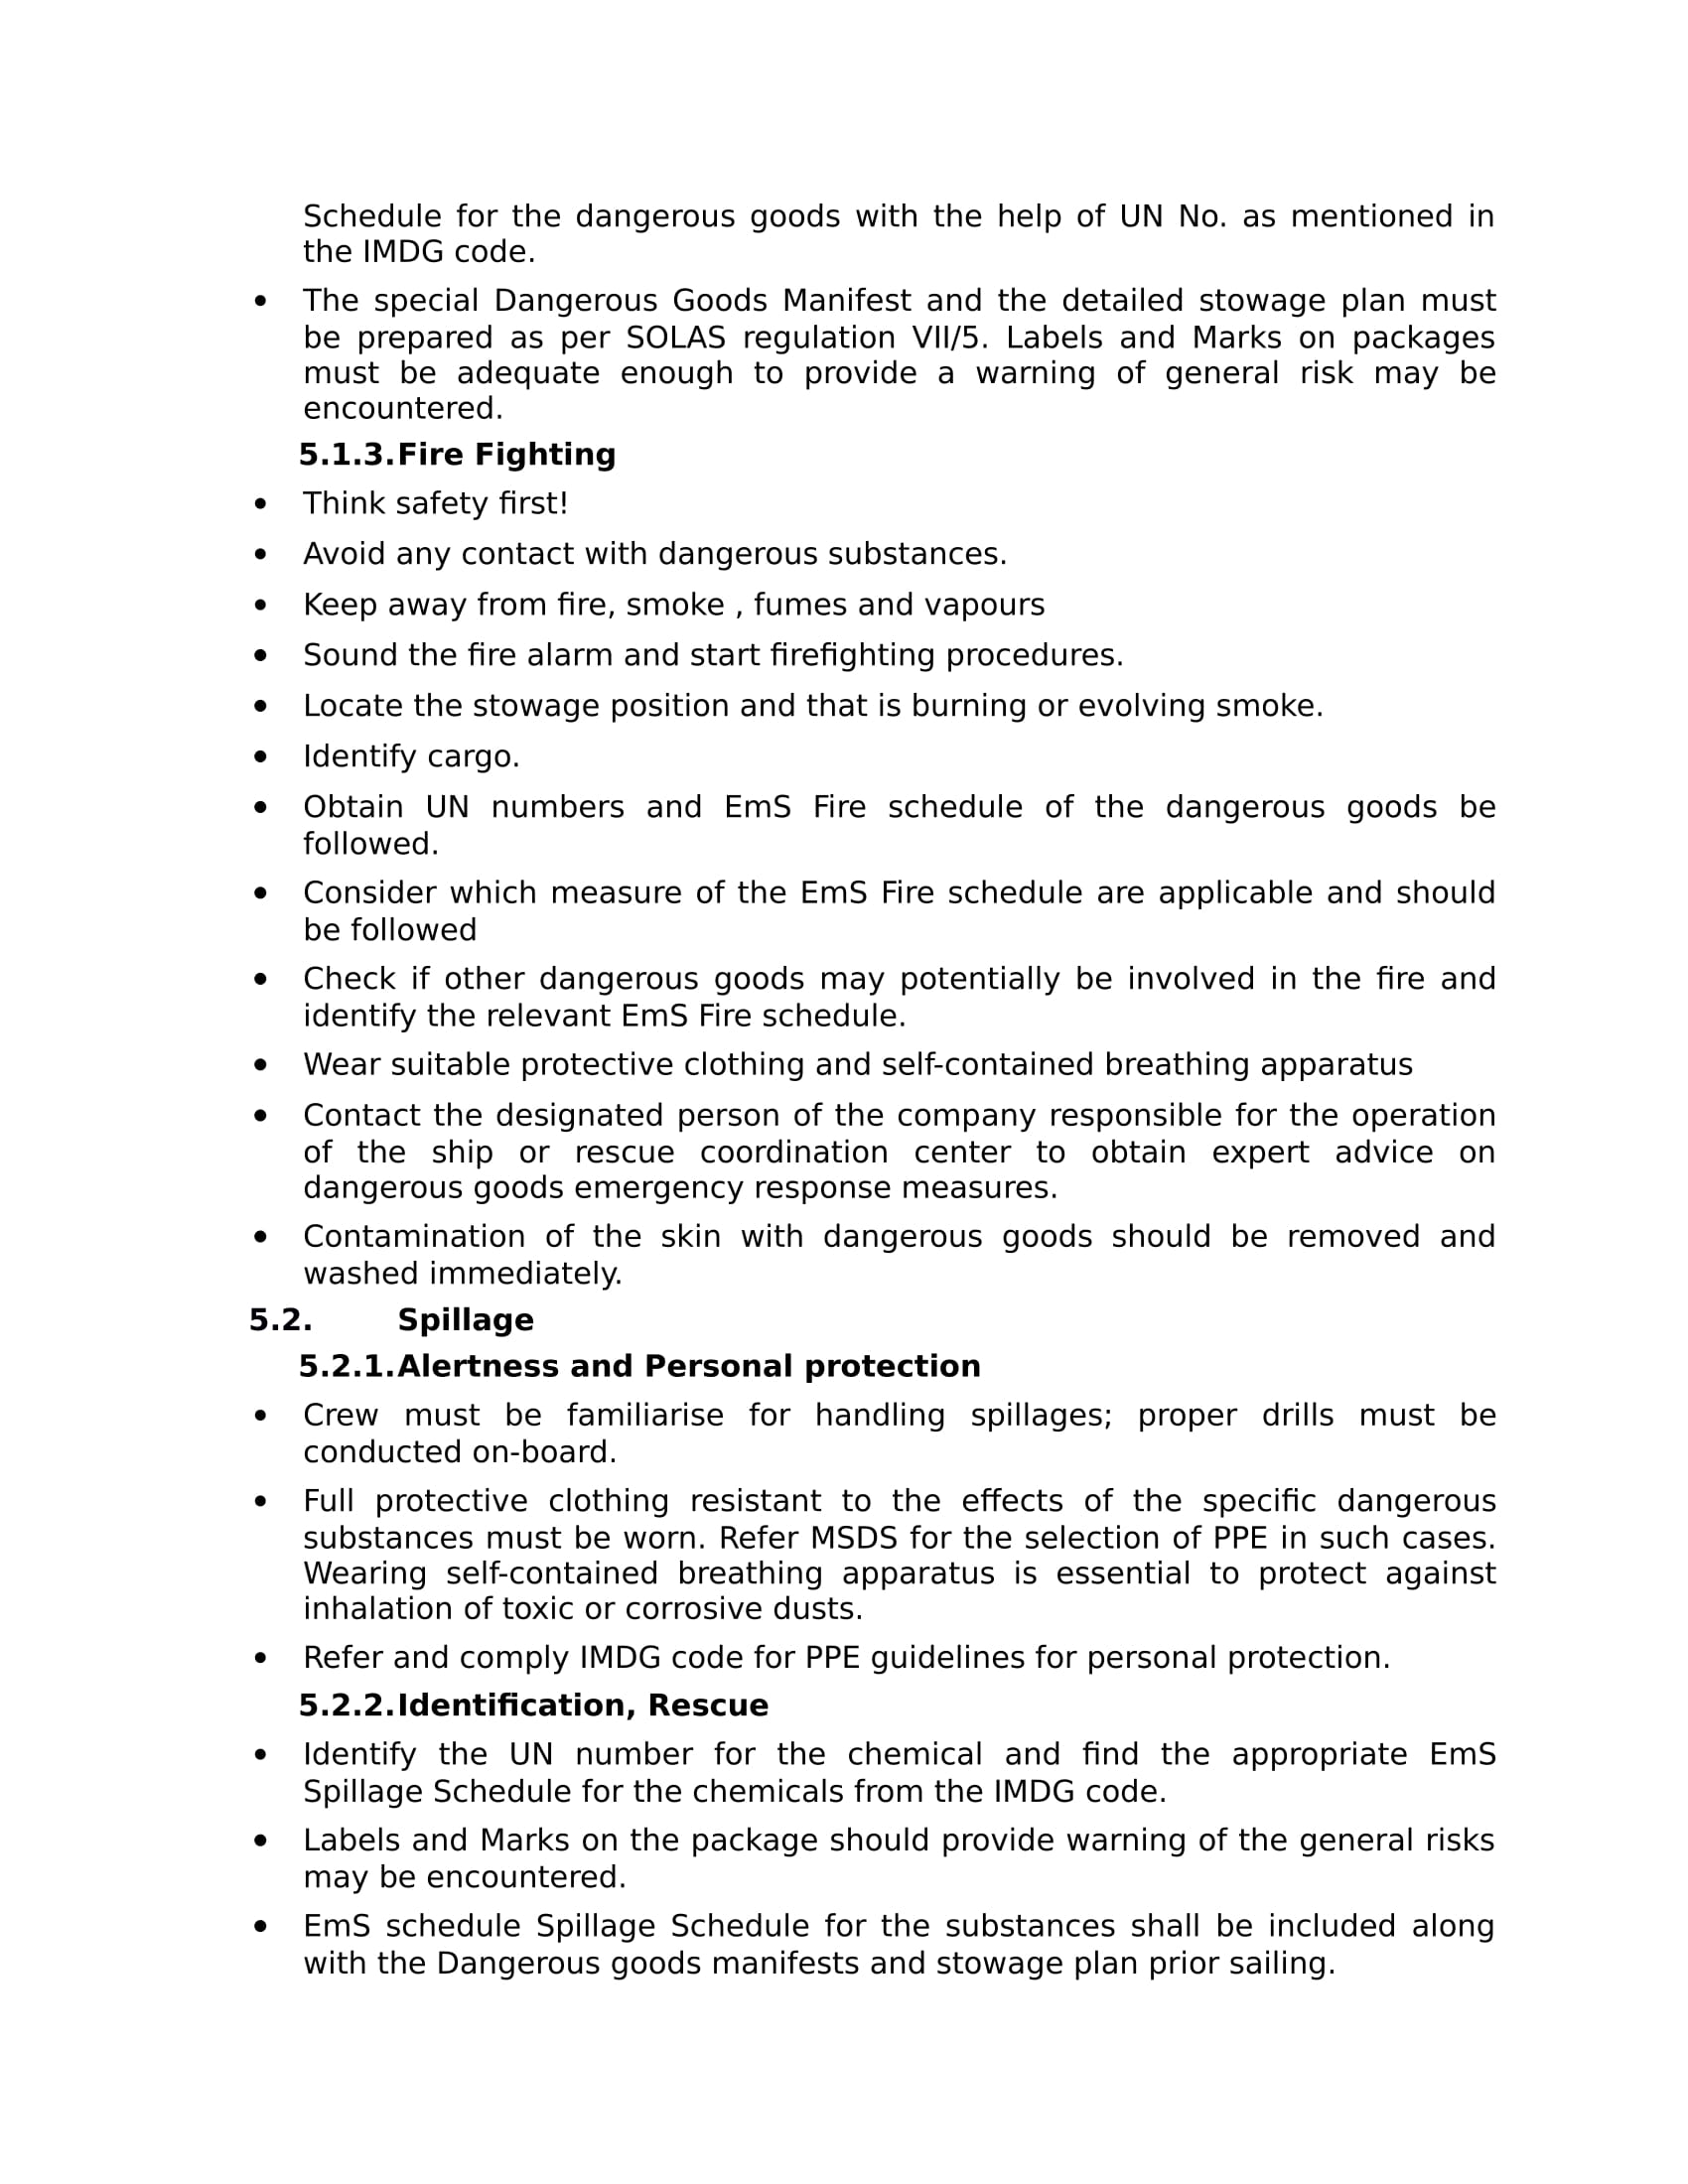 Schedule for the dangerous goods with the help of UN No. as mentioned in
the IMDG code.
• The special Dangerous Goods Manifest and the detailed stowage plan must
be prepared as per SOLAS regulation VII/5. Labels and Marks on packages
must be adequate enough to provide a warning of general risk may be
encountered.
5.1.3. Fire Fighting
• Think safety first!
• Avoid any contact with dangerous substances.
• Keep away from fire, smoke , fumes and vapours
• Sound the fire alarm and start firefighting procedures.
• Locate the stowage position and that is burning or evolving smoke.
• Identify cargo.
• Obtain UN numbers and EmS Fire schedule of the dangerous goods be
followed.
• Consider which measure of the EmS Fire schedule are applicable and should
be followed
• Check if other dangerous goods may potentially be involved in the fire and
identify the relevant EmS Fire schedule.
• Wear suitable protective clothing and self-contained breathing apparatus
• Contact the designated person of the company responsible for the operation
of the ship or rescue coordination center to obtain expert advice on
dangerous goods emergency response measures.
• Contamination of the skin with dangerous goods should be removed and
washed immediately.
5.2. Spillage
5.2.1. Alertness and Personal protection
• Crew must be familiarise for handling spillages; proper drills must be
conducted on-board.
• Full protective clothing resistant to the effects of the specific dangerous
substances must be worn. Refer MSDS for the selection of PPE in such cases.
Wearing self-contained breathing apparatus is essential to protect against
inhalation of toxic or corrosive dusts.
• Refer and comply IMDG code for PPE guidelines for personal protection.
5.2.2. Identification, Rescue
• Identify the UN number for the chemical and find the appropriate EmS
Spillage Schedule for the chemicals from the IMDG code.
• Labels and Marks on the package should provide warning of the general risks
may be encountered.
• EmS schedule Spillage Schedule for the substances shall be included along
with the Dangerous goods manifests and stowage plan prior sailing.